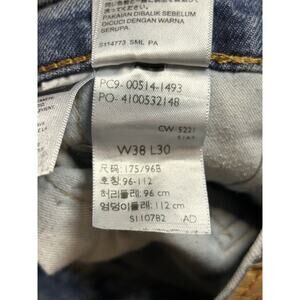 PAKAIAN DIBALIK SEBELUM
DICUCI DENGAN WARNA
SERUPA
S114773 SML PA
PC9- 00514-1493
PO- 4100532148
CW-5221
W38 L30
尺码: 175/96B
호칭: 96-112
허리둘레: 96 cm
엉덩이둘레: 112 cm
S110782 AD